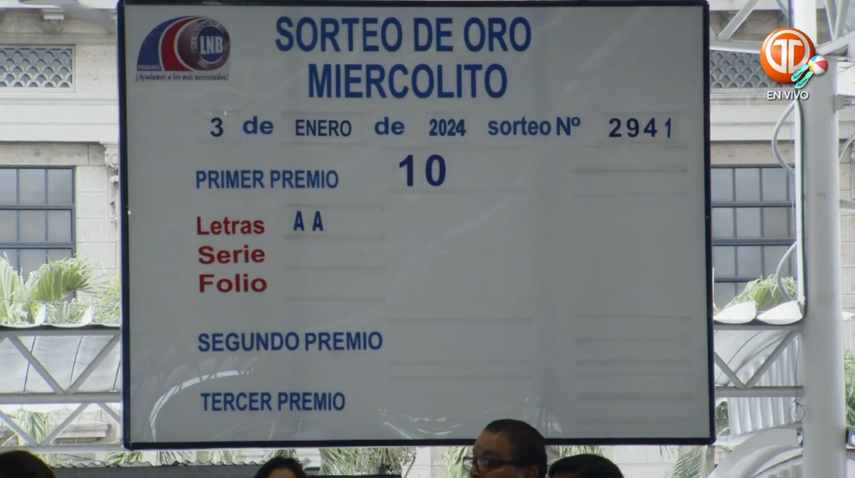 SORTEO DE ORO
MIERCOLITO
LNB
PANAMÁ
¡Ayudamos a los más necesitados!
3 de ENERO de 2024 sorteo Nº 2941
PRIMER PREMIO 10
Letras A A
Serie
Folio
SEGUNDO PREMIO
TERCER PREMIO
EN VIVO